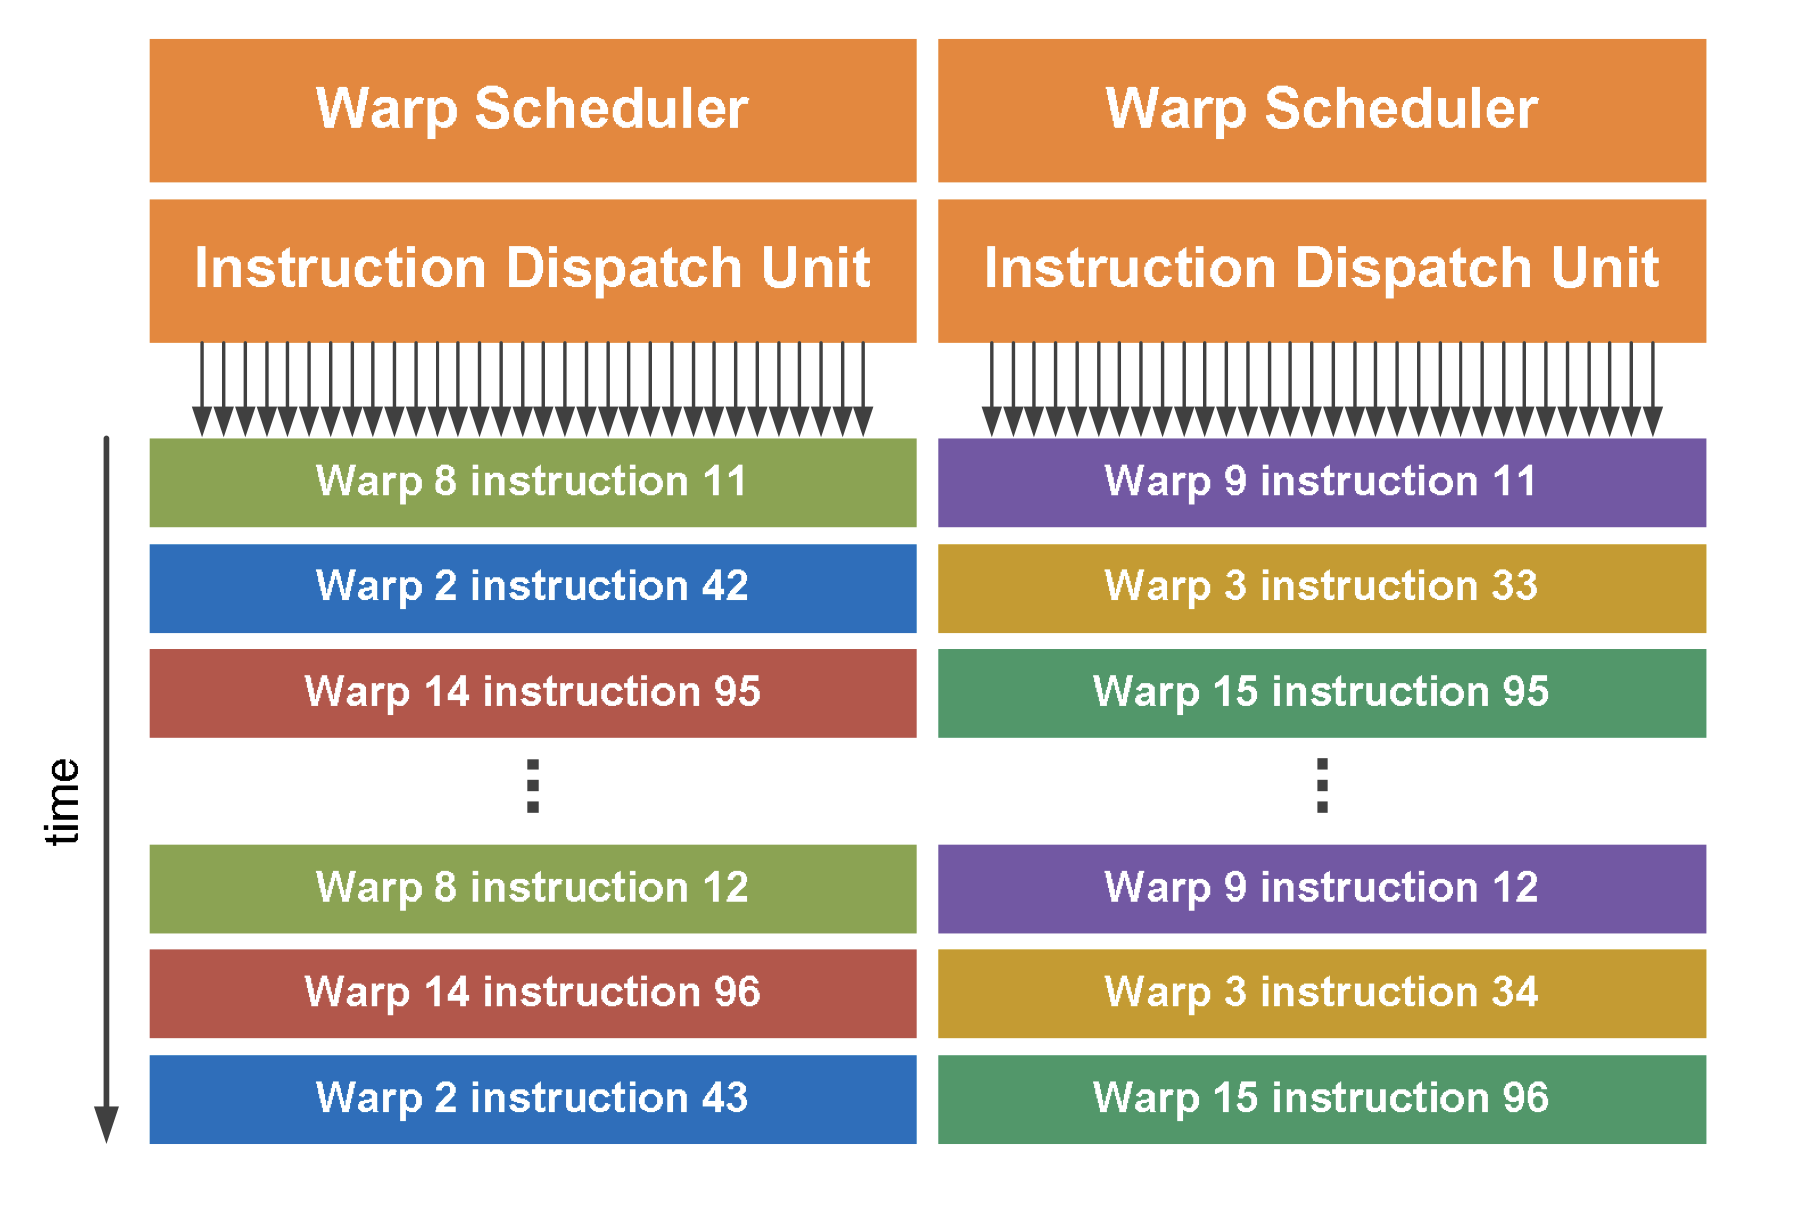 Warp Scheduler
Warp Scheduler
Instruction Dispatch Unit
Instruction Dispatch Unit
time
Warp 8 instruction 11
Warp 9 instruction 11
Warp 2 instruction 42
Warp 3 instruction 33
Warp 14 instruction 95
Warp 15 instruction 95
Warp 8 instruction 12
Warp 9 instruction 12
Warp 14 instruction 96
Warp 3 instruction 34
Warp 2 instruction 43
Warp 15 instruction 96